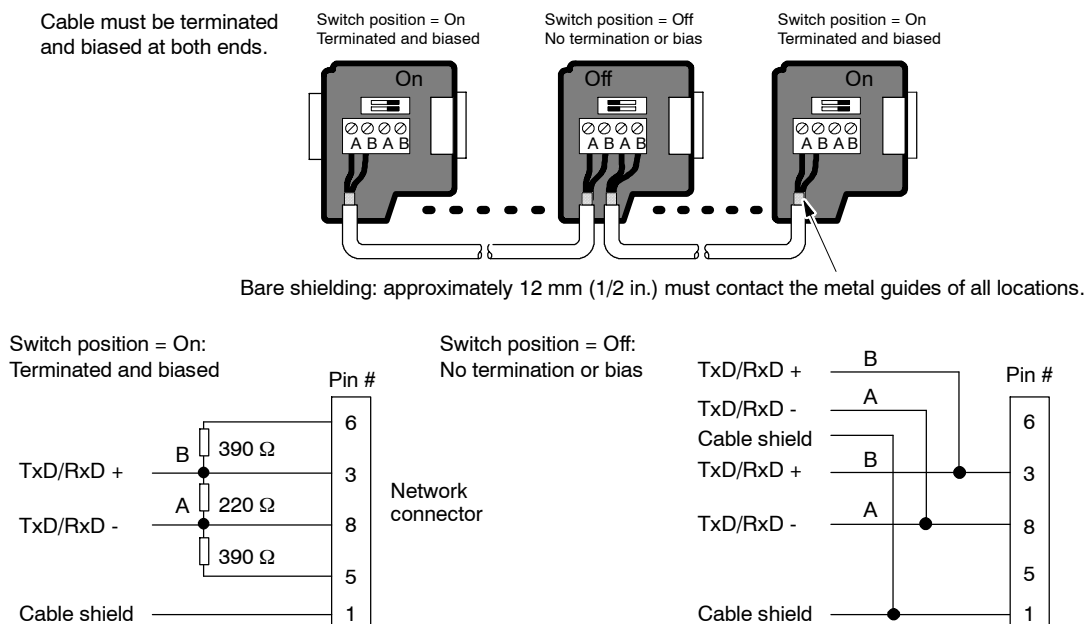 Cable must be terminated
and biased at both ends.
Switch position = On
Terminated and biased
Switch position = Off
No termination or bias
Switch position = On
Terminated and biased
On
Off
On
A B A B
A B A B
A B A B
Bare shielding: approximately 12 mm (1/2 in.) must contact the metal guides of all locations.
Switch position = On:
Terminated and biased
Pin #
6
390 Ω
B
TxD/RxD +
3
A
220 Ω
TxD/RxD -
8
390 Ω
5
Cable shield
1
Network
connector
Switch position = Off:
No termination or bias
Pin #
TxD/RxD +
B
6
TxD/RxD -
A
Cable shield
TxD/RxD +
B
3
TxD/RxD -
A
8
5
Cable shield
1